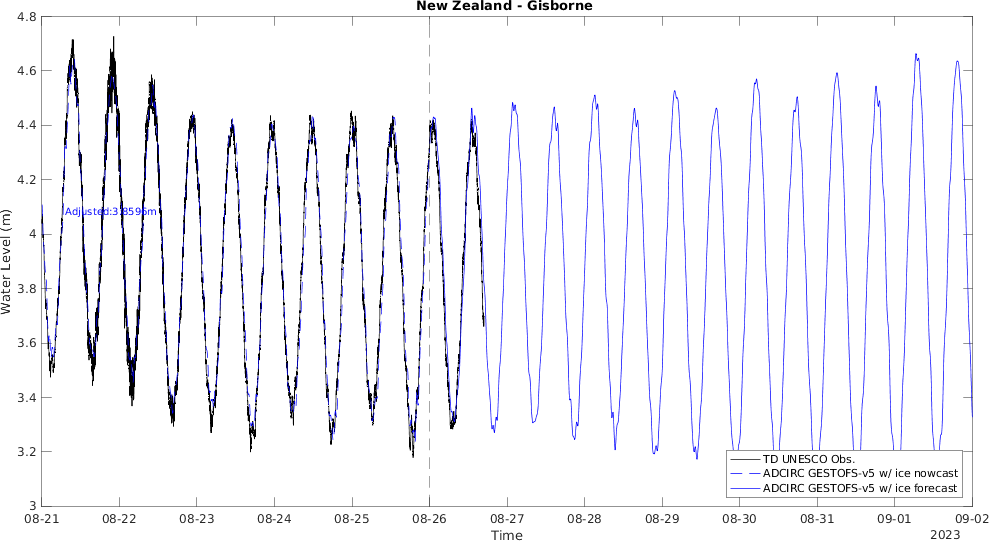 New Zealand - Gisborne
4.8
4.6
4.4
4.2
4
3.8
3.6
3.4
3.2
3
Water Level (m)
Adjusted:3.8596m
TD UNESCO Obs.
ADCIRC GESTOFS-v5 w/ ice nowcast
ADCIRC GESTOFS-v5 w/ ice forecast
08-21 08-22 08-23 08-24 08-25 08-26 08-27 08-28 08-29 08-30 08-31 09-01 09-02
Time 2023